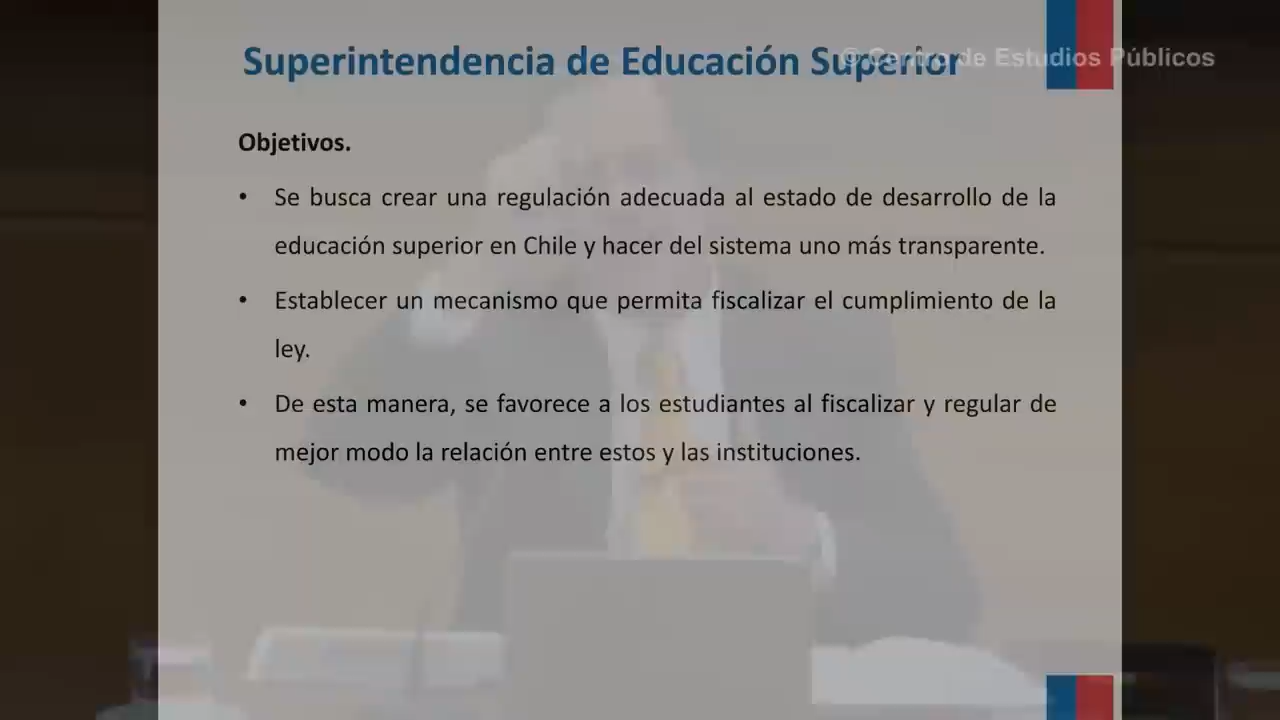 Superintendencia de Educación Superior
© Centro de Estudios Públicos
Objetivos.
• Se busca crear una regulación adecuada al estado de desarrollo de la
educación superior en Chile y hacer del sistema uno más transparente.
• Establecer un mecanismo que permita fiscalizar el cumplimiento de la
ley.
• De esta manera, se favorece a los estudiantes al fiscalizar y regular de
mejor modo la relación entre estos y las instituciones.